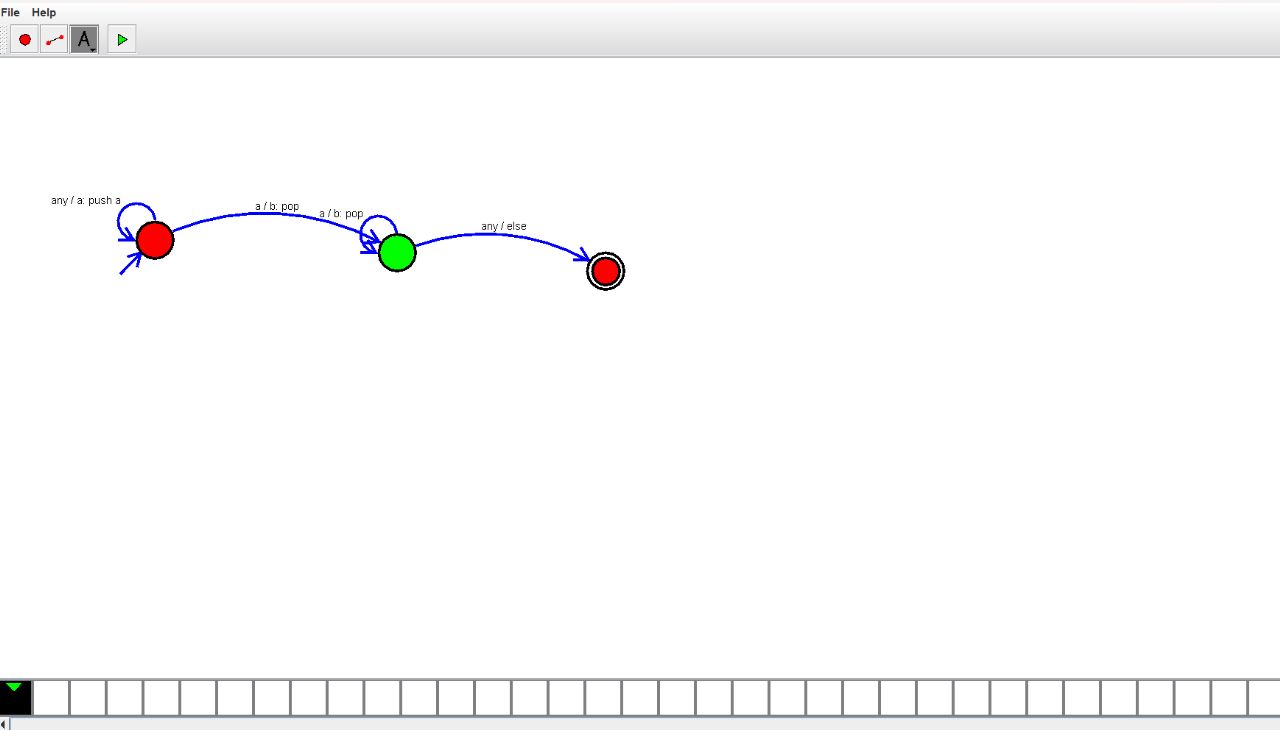 File Help
A
any / a: push a
a / b: pop
a / b: pop
any / else